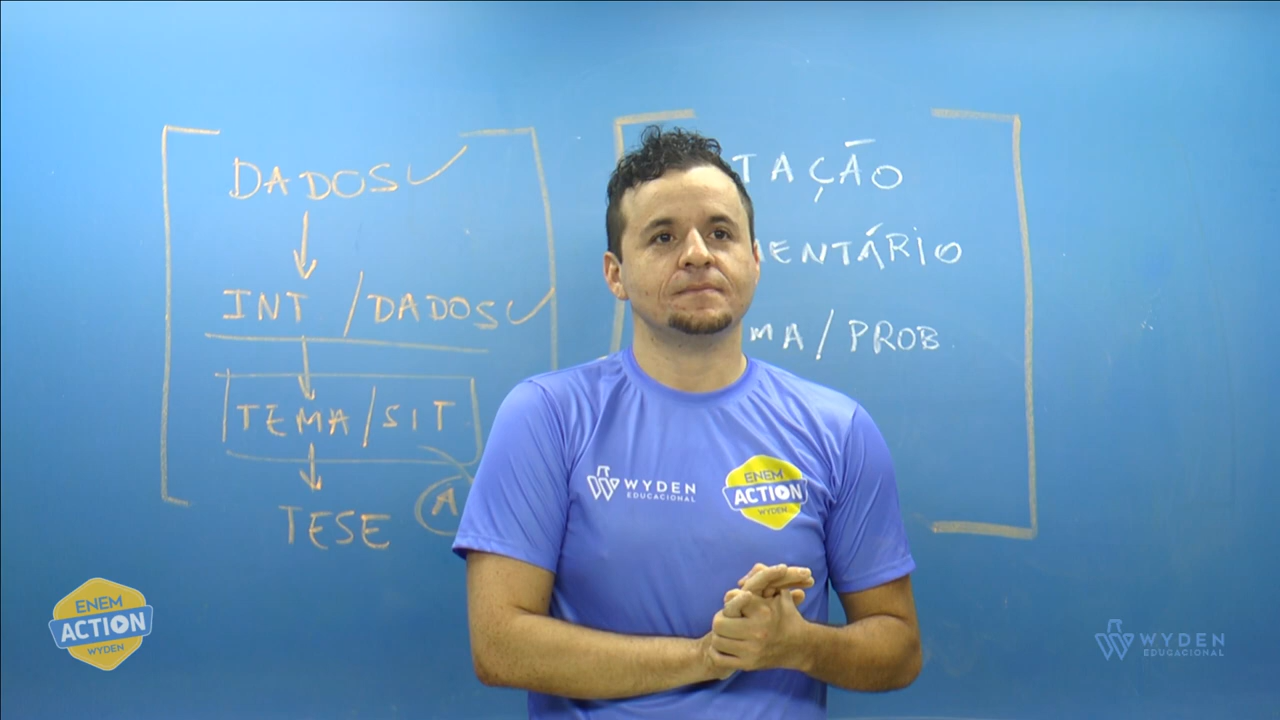 DADOS
INT / DADOS
TEMA / SIT
A
TESE
TAÇÃO
ENTÁRIO
MA / PROB
WYDEN
EDUCACIONAL
ENEM
ACTION
WYDEN
ENEM
ACTION
WYDEN
WYDEN
EDUCACIONAL